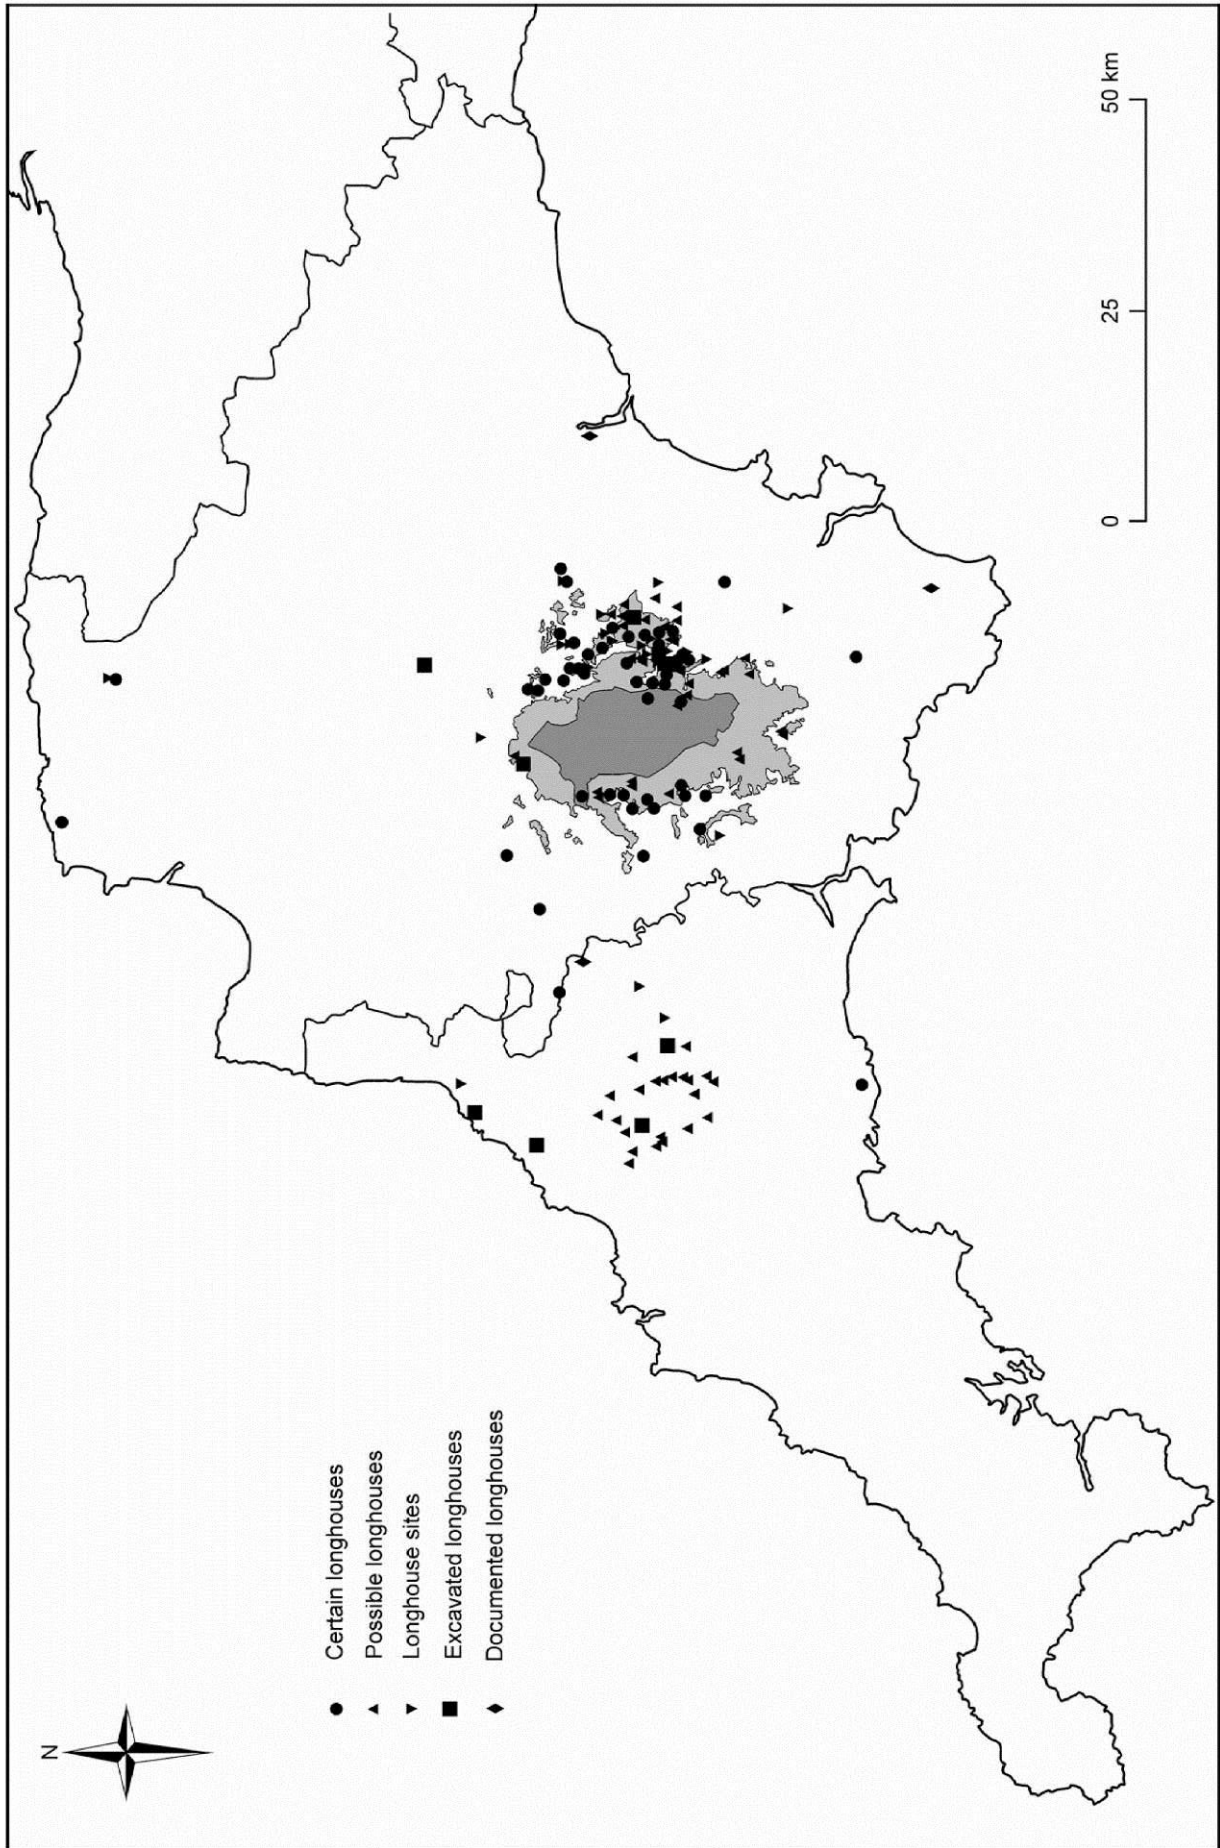 N
Certain longhouses
Possible longhouses
Longhouse sites
Excavated longhouses
Documented longhouses
0
25
50 km